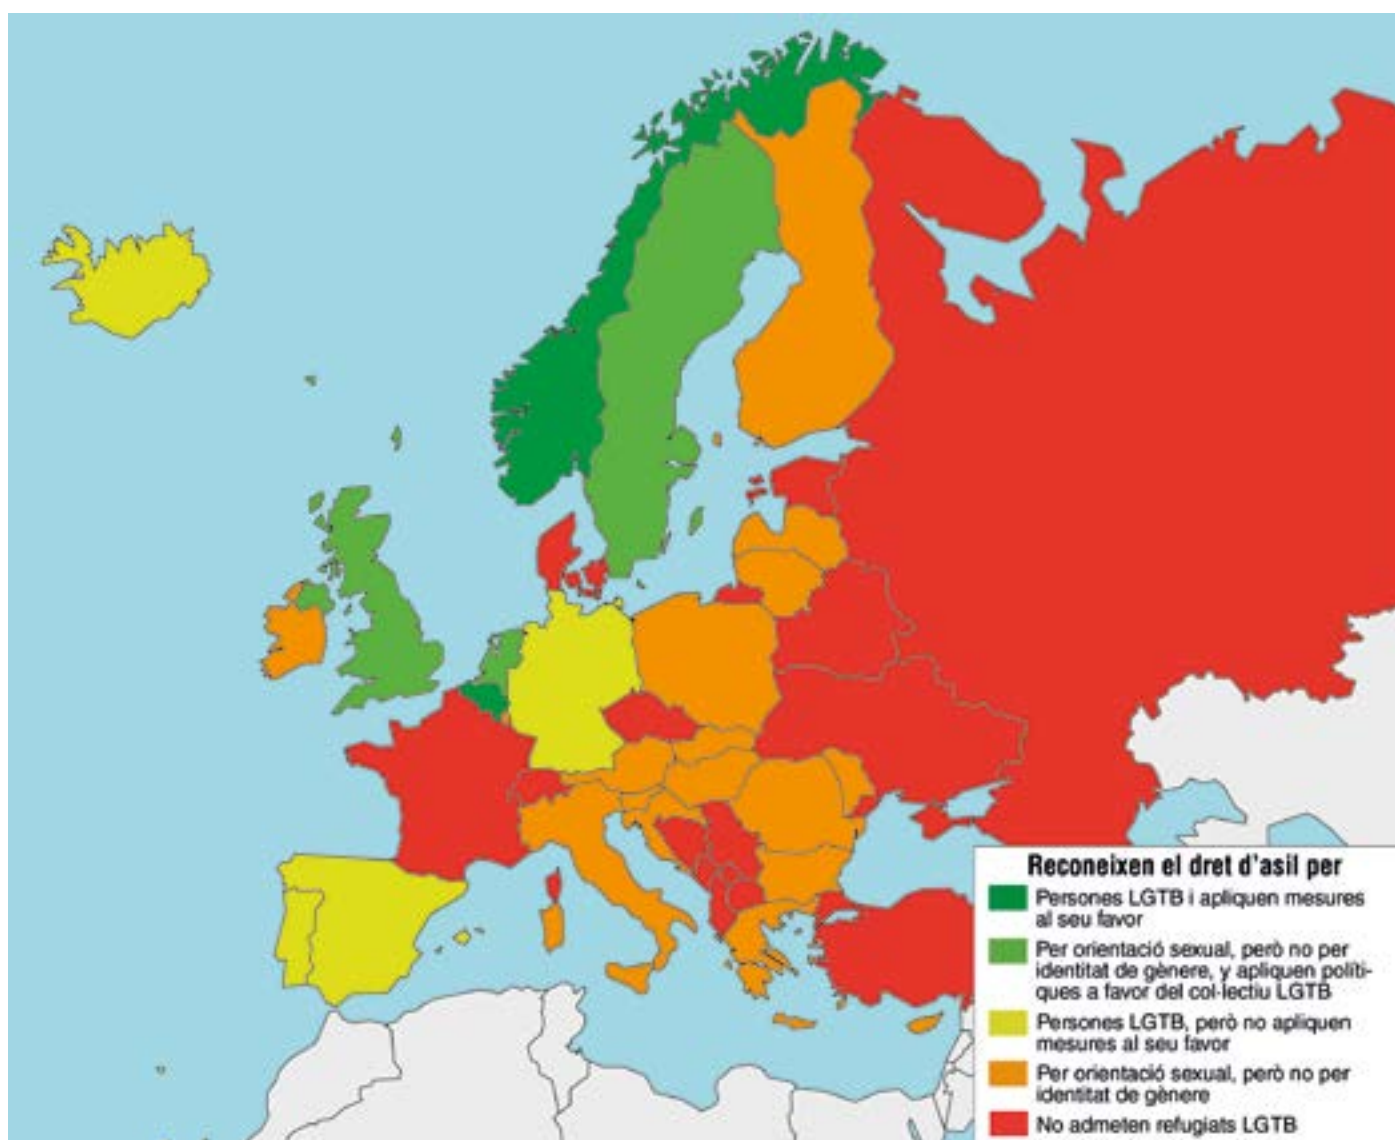 Reconeixen el dret d'asil per
Persones LGTB i apliquen mesures
al seu favor
Per orientació sexual, però no per
identitat de gènere, y apliquen políti-
ques a favor del col·lectiu LGTB
Persones LGTB, però no apliquen
mesures al seu favor
Per orientació sexual, però no per
identitat de gènere
No admeten refugiats LGTB